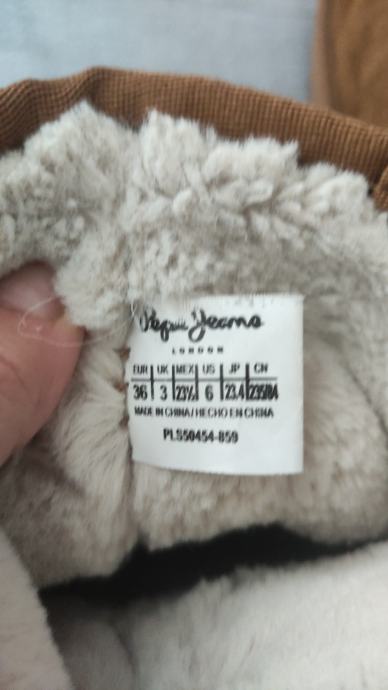 Pepe Jeans
LONDON
EUR UK MEX US JP CN
36 3 23½ 6 23.4 235/84
MADE IN CHINA/HECHO EN CHINA
PLS50454-859